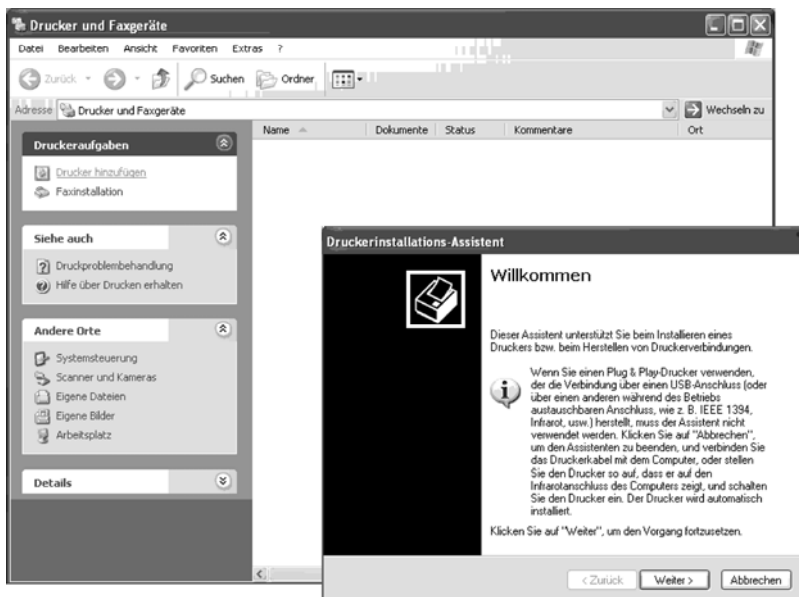 Drucker und Faxgeräte
Datei Bearbeiten Ansicht Favoriten Extras ?
Zurück Suchen Ordner
Adresse Drucker und Faxgeräte Wechseln zu
Name Dokumente Status Kommentare Ort
Druckeraufgaben
Drucker hinzufügen
Faxinstallation
Siehe auch
Druckproblembehandlung
Hilfe über Drucken erhalten
Andere Orte
Systemsteuerung
Scanner und Kameras
Eigene Dateien
Eigene Bilder
Arbeitsplatz
Details
Druckerinstallations-Assistent
Willkommen
Dieser Assistent unterstützt Sie beim Installieren eines
Druckers bzw. beim Herstellen von Druckerverbindungen.
Wenn Sie einen Plug & Play-Drucker verwenden,
der die Verbindung über einen USB-Anschluss (oder
über einen anderen während des Betriebs
austauschbaren Anschluss, wie z. B. IEEE 1394,
Infrarot, usw.) herstellt, muss der Assistent nicht
verwendet werden. Klicken Sie auf "Abbrechen",
um den Assistenten zu beenden, und verbinden Sie
das Druckerkabel mit dem Computer, oder stellen
Sie den Drucker so auf, dass er auf den
Infrarotanschluss des Computers zeigt, und schalten
Sie den Drucker ein. Der Drucker wird automatisch
installiert.
Klicken Sie auf "Weiter", um den Vorgang fortzusetzen.
< Zurück Weiter > Abbrechen